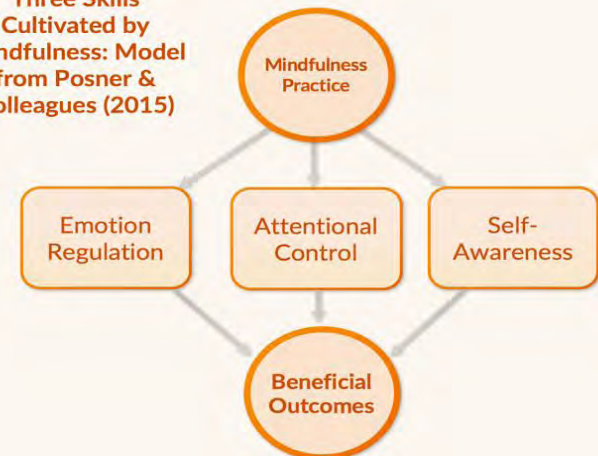 Three Skills
Cultivated by
ndfulness: Model
from Posner &
olleagues (2015)
Mindfulness
Practice
Emotion
Regulation
Attentional
Control
Self-
Awareness
Beneficial
Outcomes